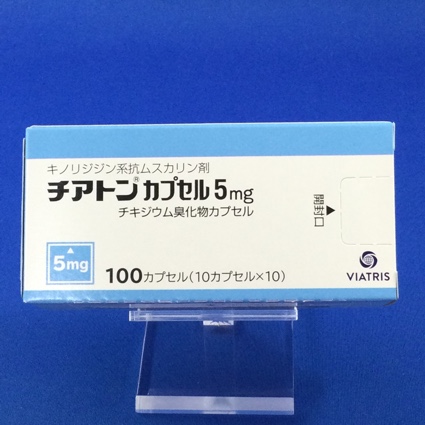 キノリジジン系抗ムスカリン剤
チアトン®カプセル5mg
チキジウム臭化物カプセル
▲開封口
5mg
100カプセル(10カプセル×10)
VIATRIS